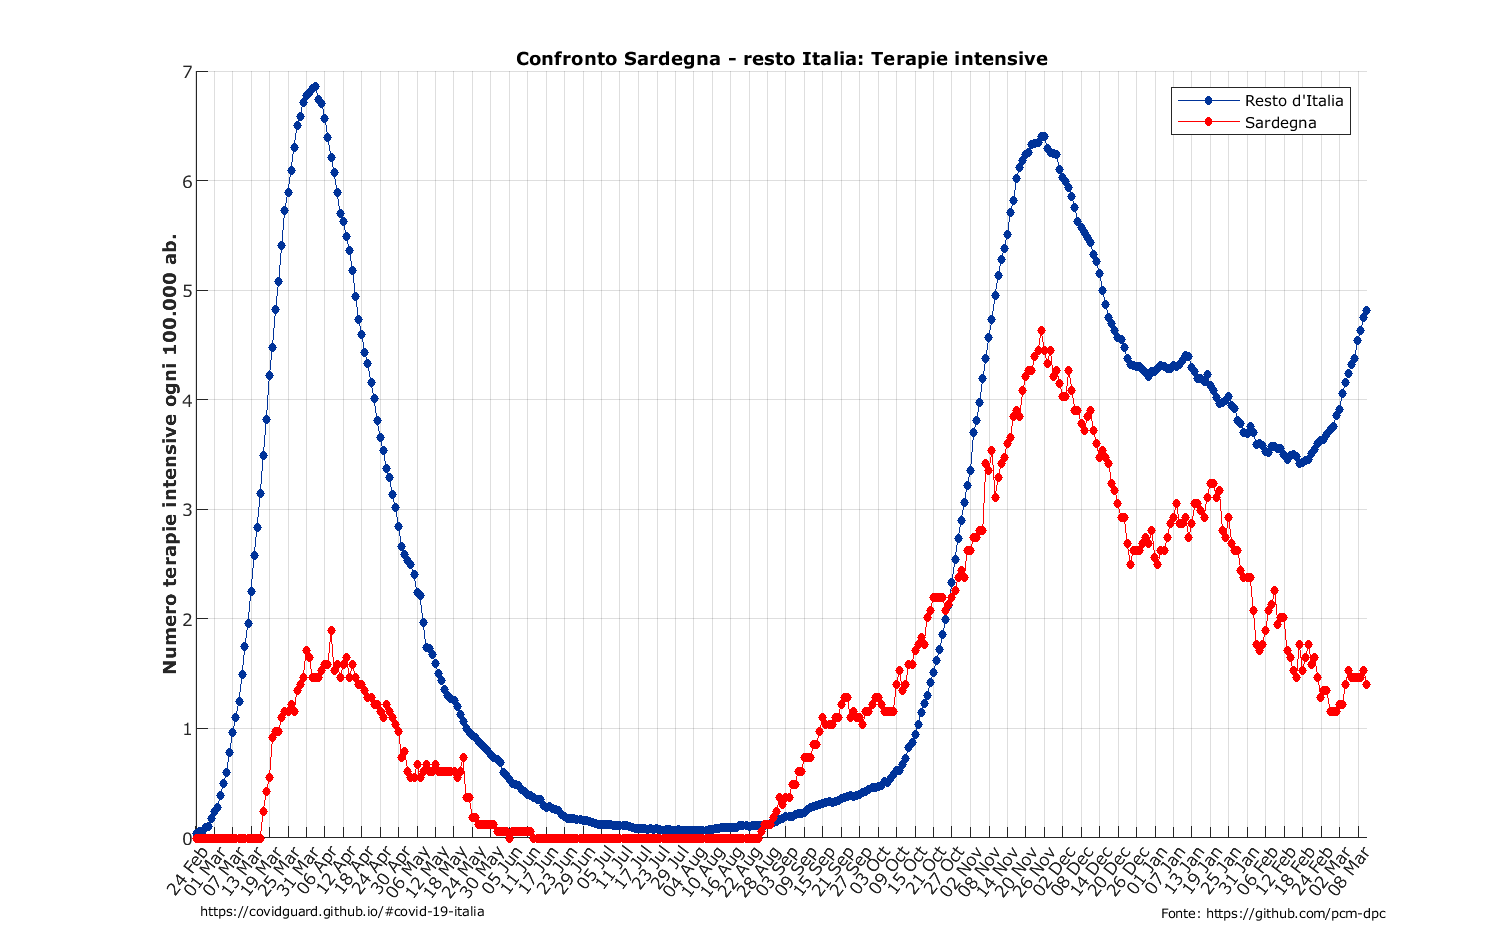 Confronto Sardegna - resto Italia: Terapie intensive
Resto d'Italia
Sardegna
Numero terapie intensive ogni 100.000 ab.
7
6
5
4
3
2
1
0
24 Feb
01 Mar
07 Mar
13 Mar
19 Mar
25 Mar
31 Mar
06 Apr
12 Apr
18 Apr
24 Apr
30 Apr
06 May
12 May
18 May
24 May
30 May
05 Jun
11 Jun
17 Jun
23 Jun
29 Jun
05 Jul
11 Jul
17 Jul
23 Jul
29 Jul
04 Aug
10 Aug
16 Aug
22 Aug
28 Aug
03 Sep
09 Sep
15 Sep
21 Sep
27 Sep
03 Oct
09 Oct
15 Oct
21 Oct
27 Oct
02 Nov
08 Nov
14 Nov
20 Nov
26 Nov
02 Dec
08 Dec
14 Dec
20 Dec
26 Dec
01 Jan
07 Jan
13 Jan
19 Jan
25 Jan
31 Jan
06 Feb
12 Feb
18 Feb
24 Feb
02 Mar
08 Mar
https://covidguard.github.io/#covid-19-italia
Fonte: https://github.com/pcm-dpc